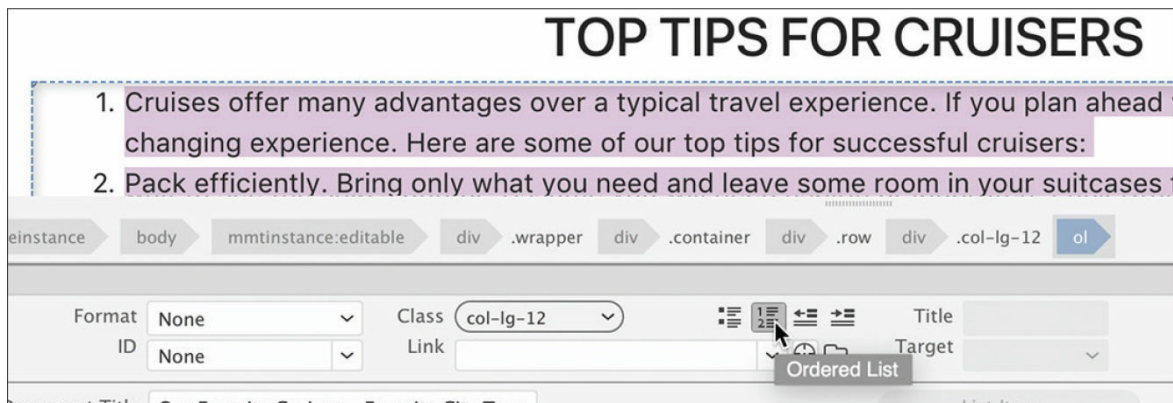 TOP TIPS FOR CRUISERS
1. Cruises offer many advantages over a typical travel experience. If you plan ahead
changing experience. Here are some of our top tips for successful cruisers:
2. Pack efficiently. Bring only what you need and leave some room in your suitcases
einstance body mmtinstance:editable div .wrapper div .container div .row div .col-lg-12 ol
Format None Class col-lg-12 Title
ID None Link Target
Ordered List